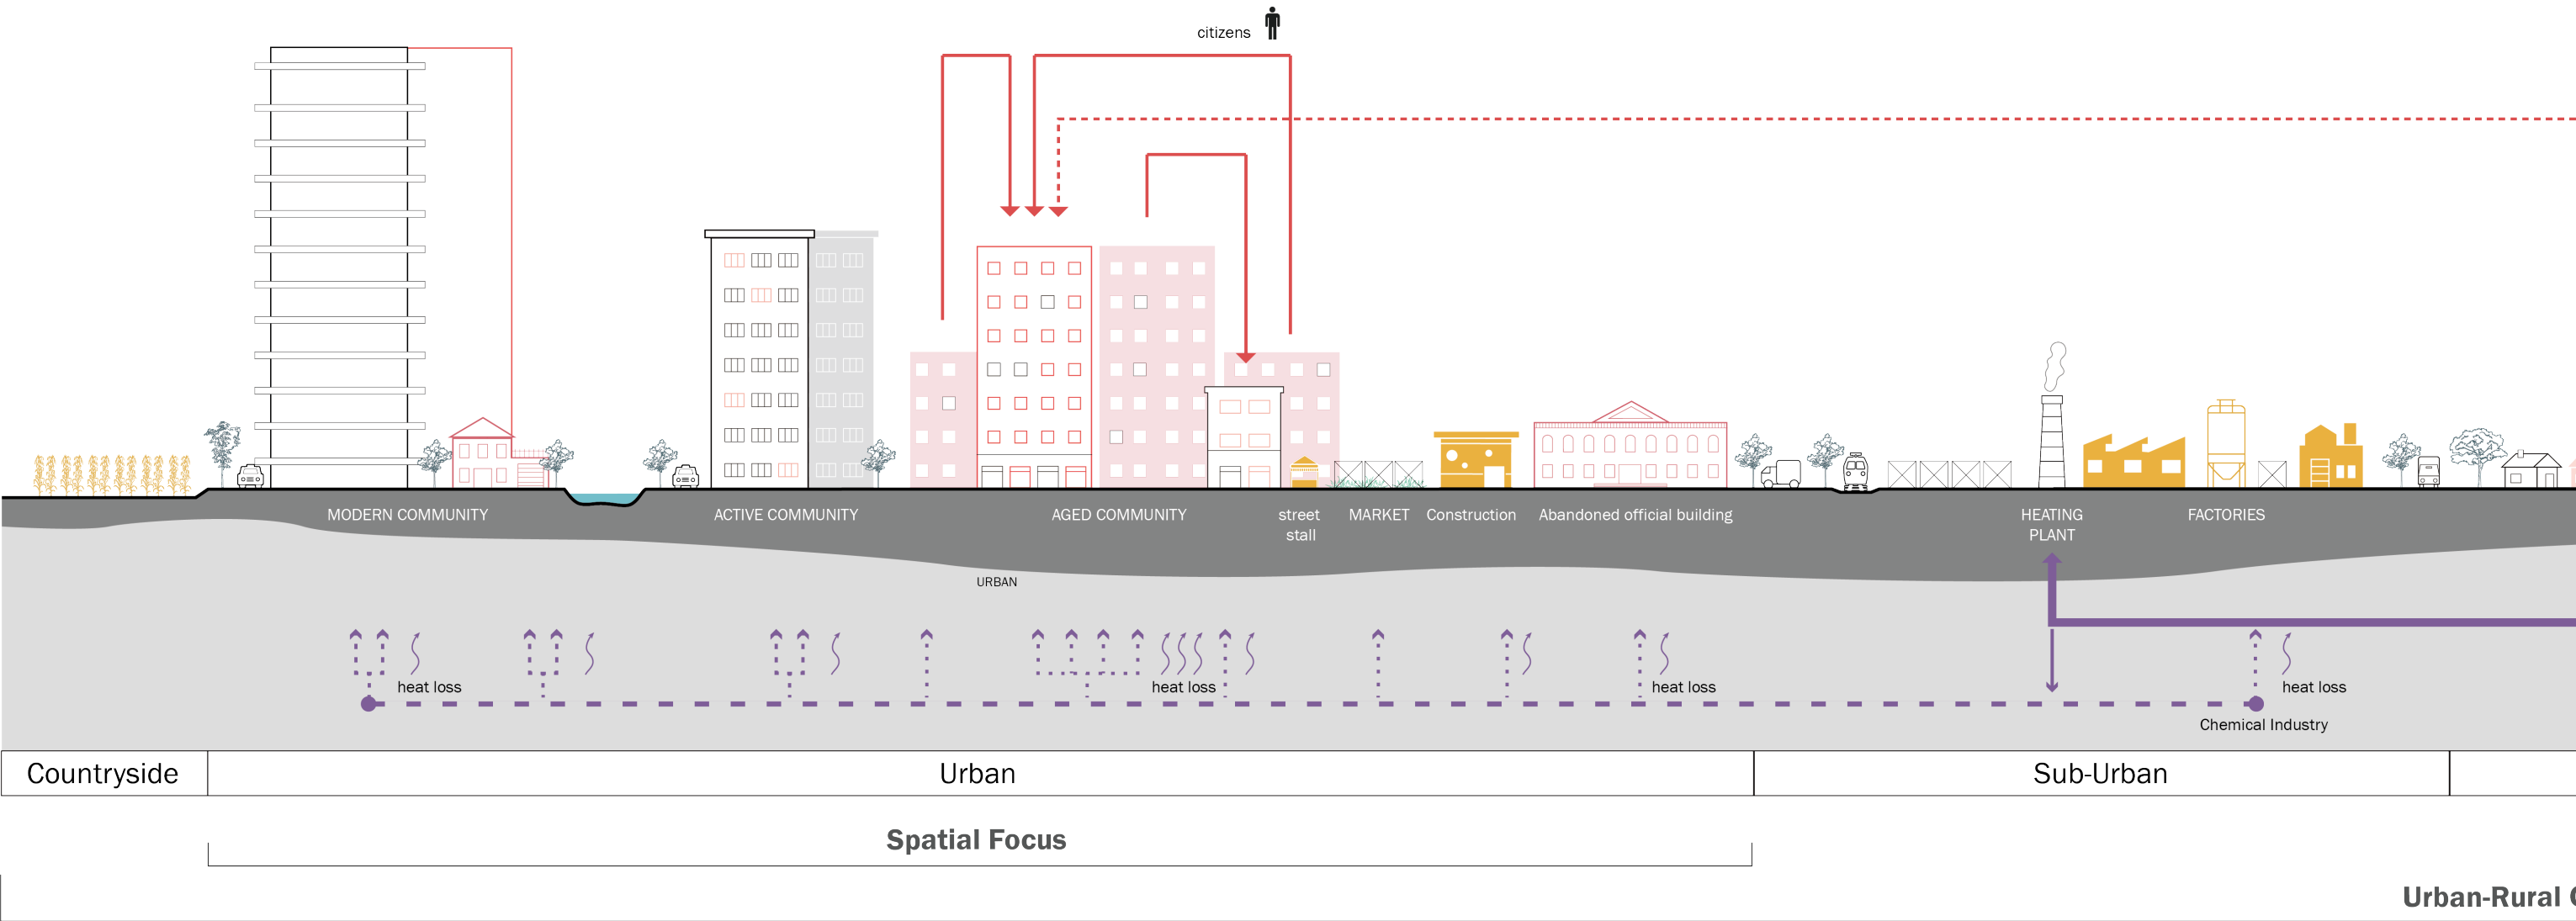 citizens
MODERN COMMUNITY
ACTIVE COMMUNITY
AGED COMMUNITY
street
stall
MARKET
Construction
Abandoned official building
HEATING
PLANT
FACTORIES
URBAN
heat loss
heat loss
heat loss
heat loss
Chemical Industry
Countryside
Urban
Sub-Urban
Spatial Focus
Urban-Rural